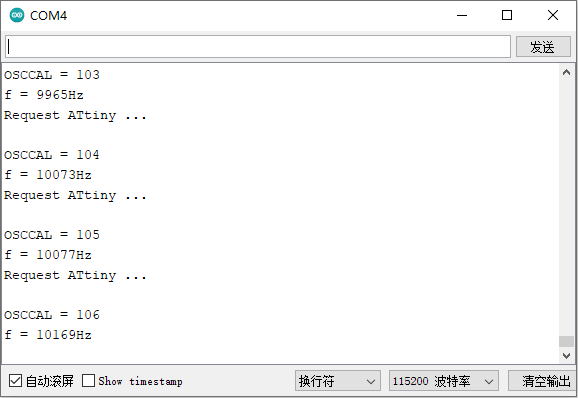 COM4
发送
OSCCAL = 103
f = 9965Hz
Request ATtiny ...
OSCCAL = 104
f = 10073Hz
Request ATtiny ...
OSCCAL = 105
f = 10077Hz
Request ATtiny ...
OSCCAL = 106
f = 10169Hz
自动滚屏 Show timestamp 换行符 115200 波特率 清空输出